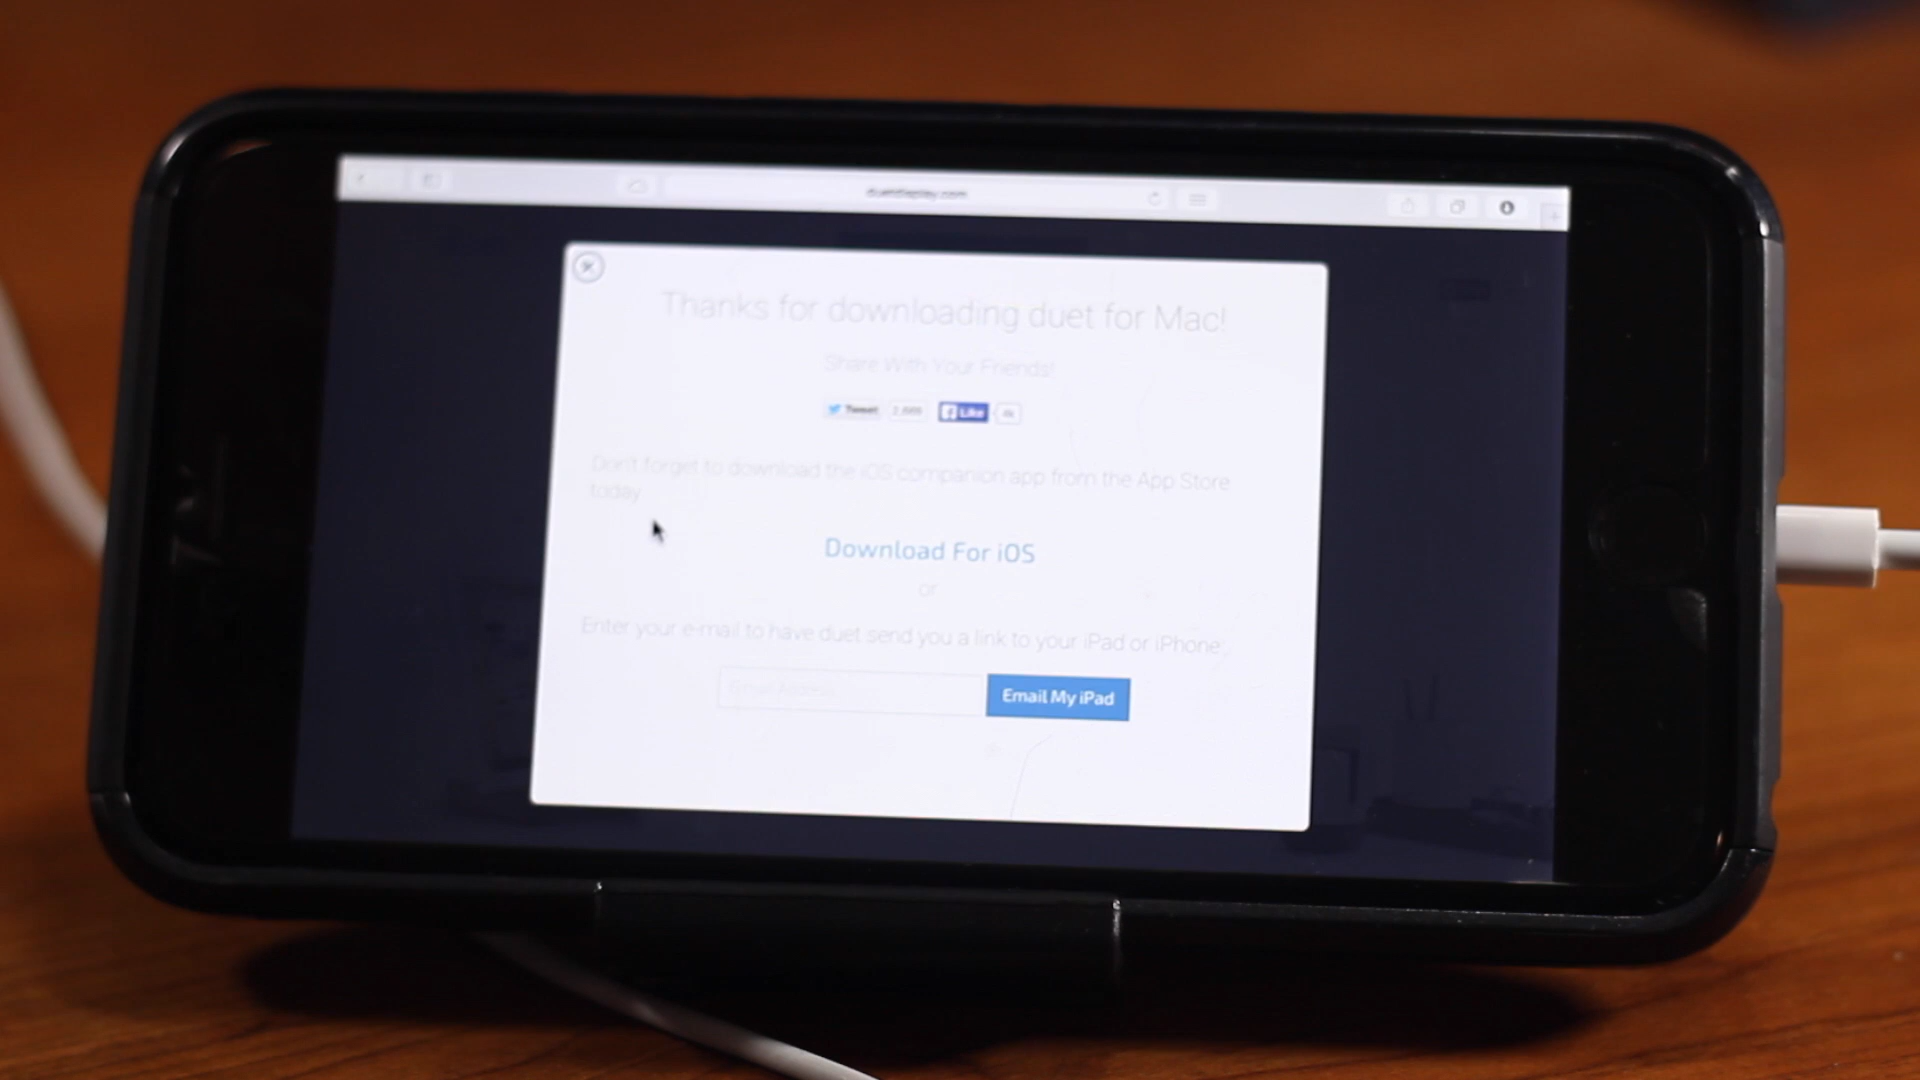 duetdisplay.com
Thanks for downloading duet for Mac!
Share With Your Friends!
Tweet
Like
Don't forget to download the iOS companion app from the App Store
today
Download For iOS
or
Enter your e-mail to have duet send you a link to your iPad or iPhone:
Email My iPad